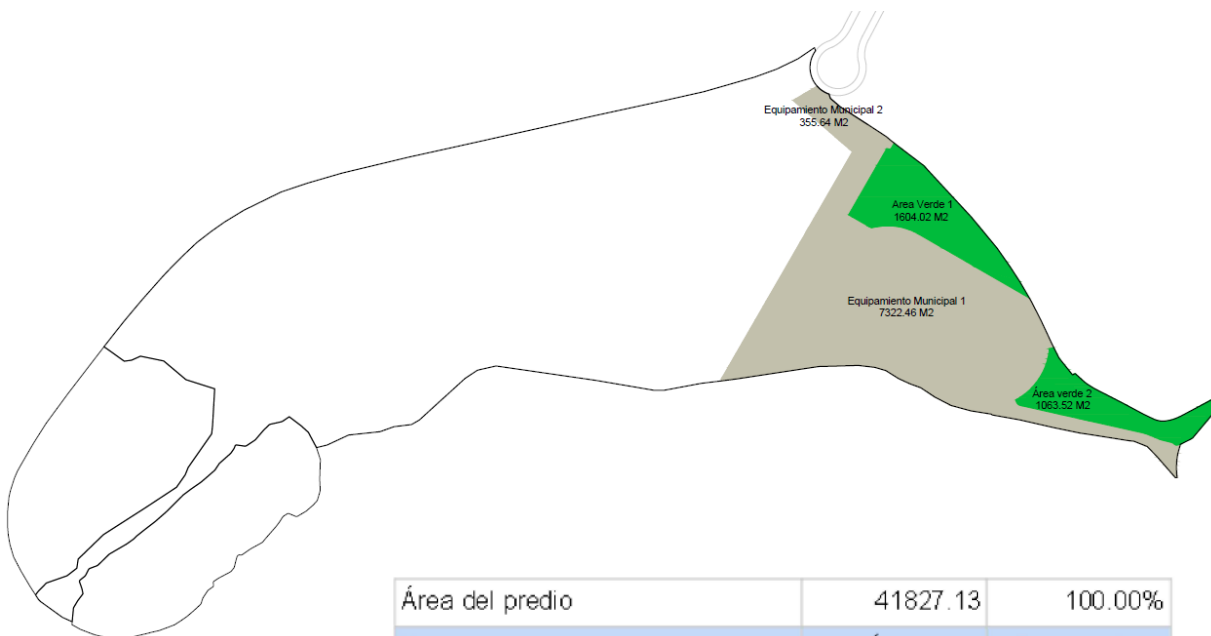 Equipamiento Municipal 2
355.64 M2
Area Verde 1
1604.02 M2
Equipamiento Municipal 1
7322.46 M2
Área verde 2
1063.52 M2
Área del predio 41827.13 100.00%